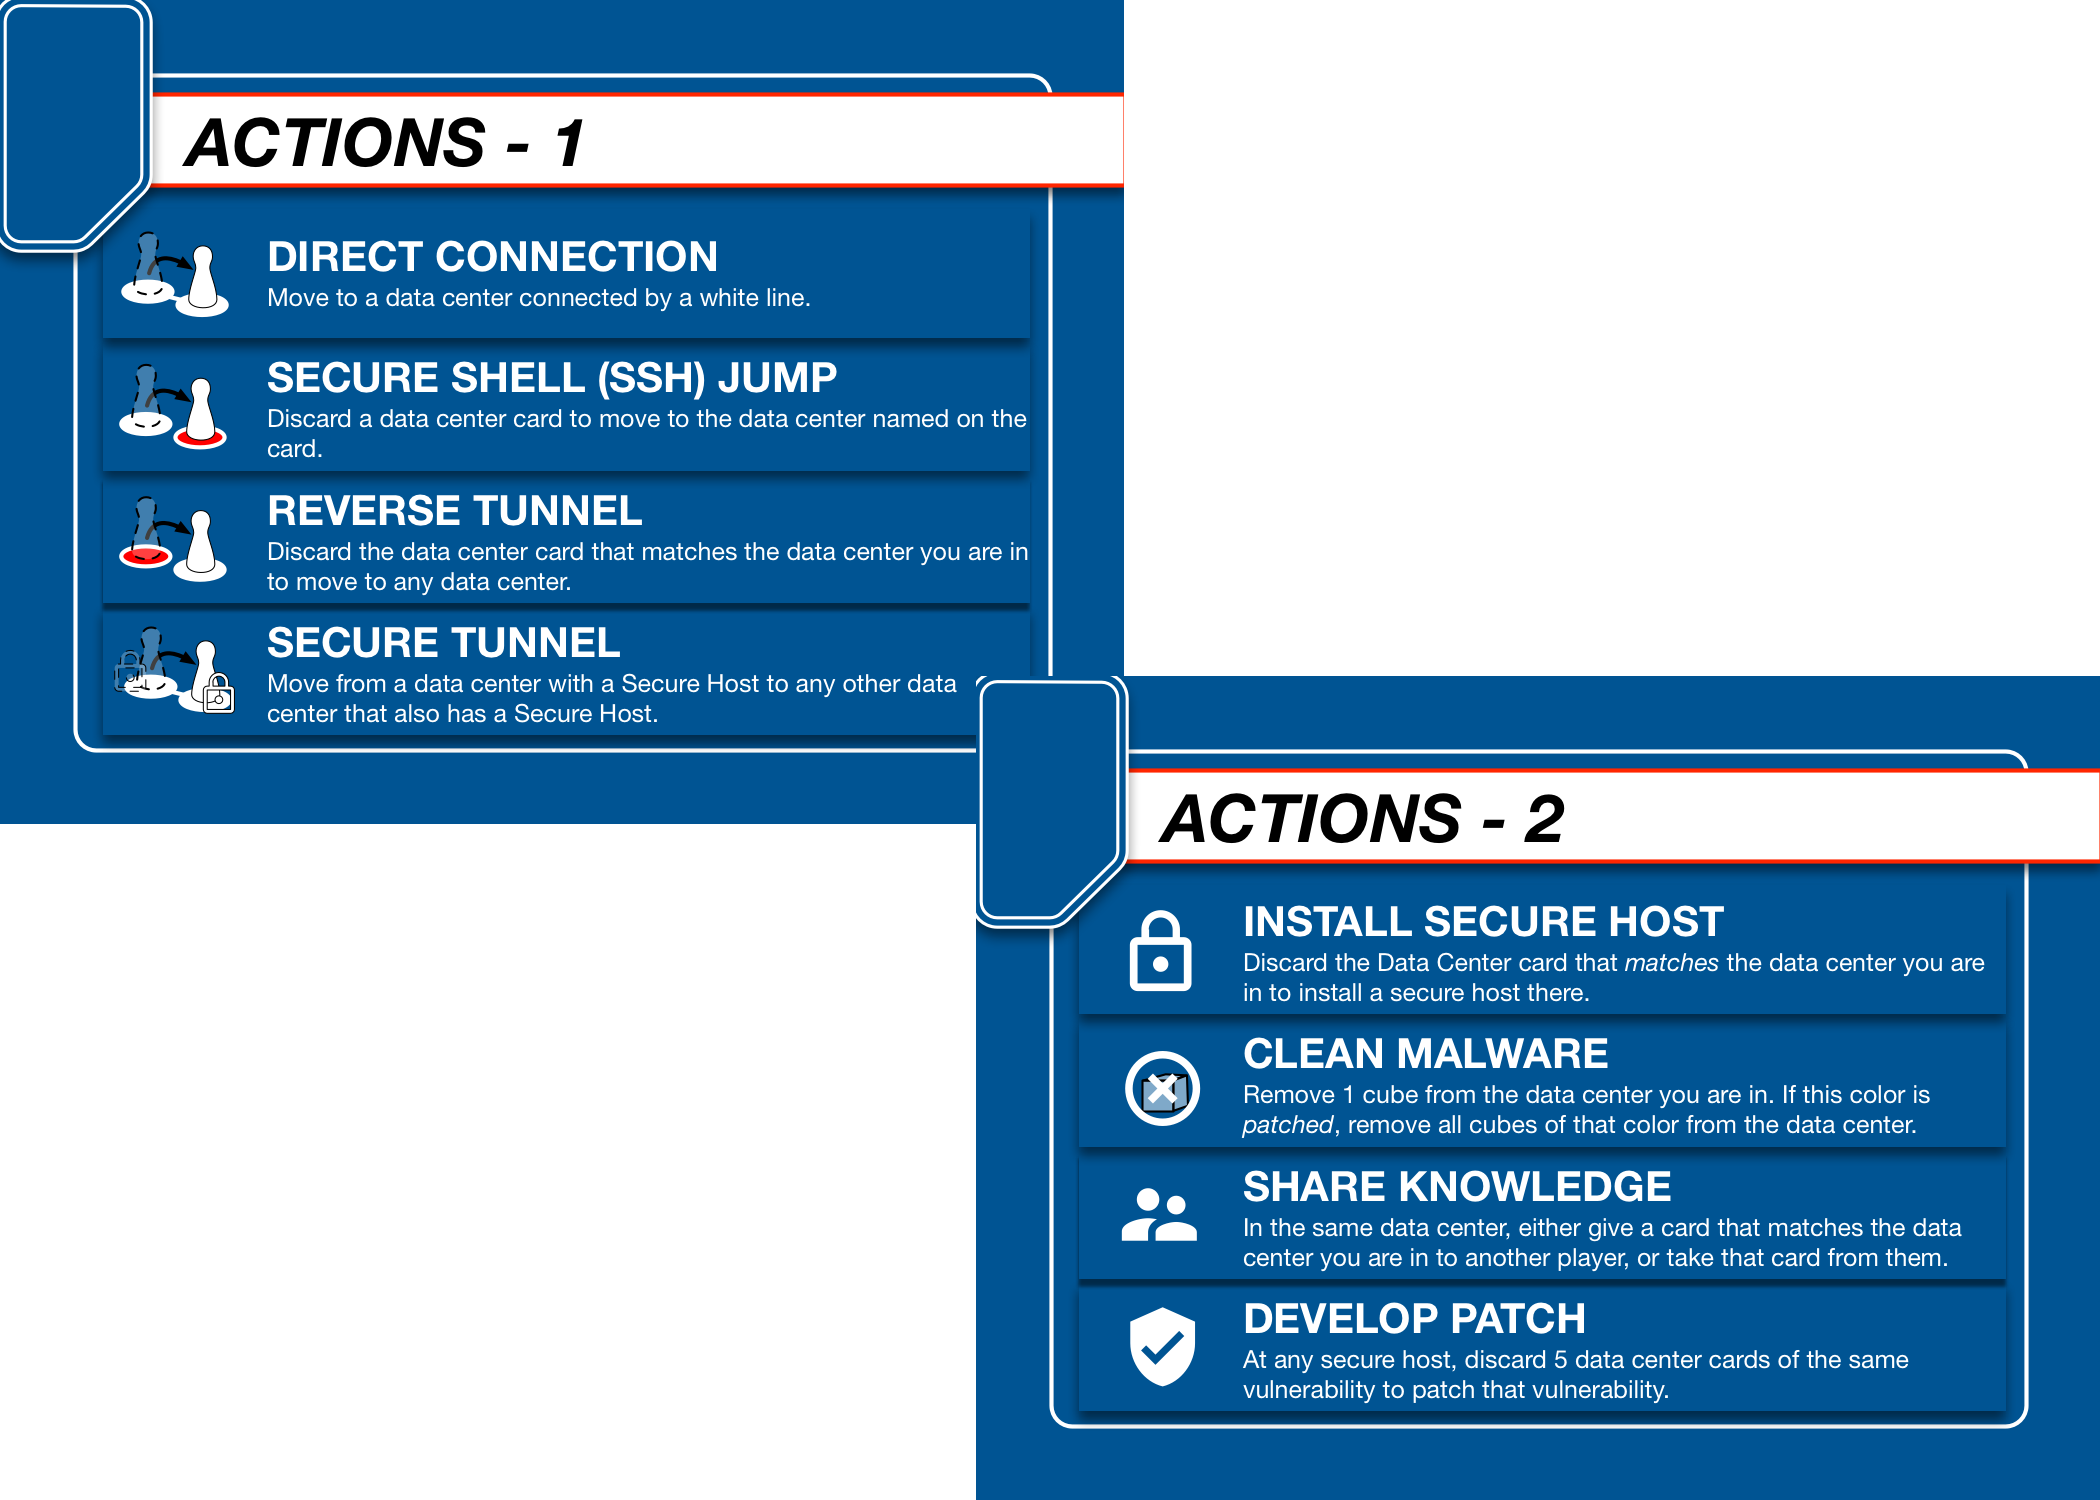 ACTIONS - 1
DIRECT CONNECTION
Move to a data center connected by a white line.
SECURE SHELL (SSH) JUMP
Discard a data center card to move to the data center named on the
card.
REVERSE TUNNEL
Discard the data center card that matches the data center you are in
to move to any data center.
SECURE TUNNEL
Move from a data center with a Secure Host to any other data
center that also has a Secure Host.
ACTIONS - 2
INSTALL SECURE HOST
Discard the Data Center card that matches the data center you are
in to install a secure host there.
CLEAN MALWARE
Remove 1 cube from the data center you are in. If this color is
patched, remove all cubes of that color from the data center.
SHARE KNOWLEDGE
In the same data center, either give a card that matches the data
center you are in to another player, or take that card from them.
DEVELOP PATCH
At any secure host, discard 5 data center cards of the same
vulnerability to patch that vulnerability.